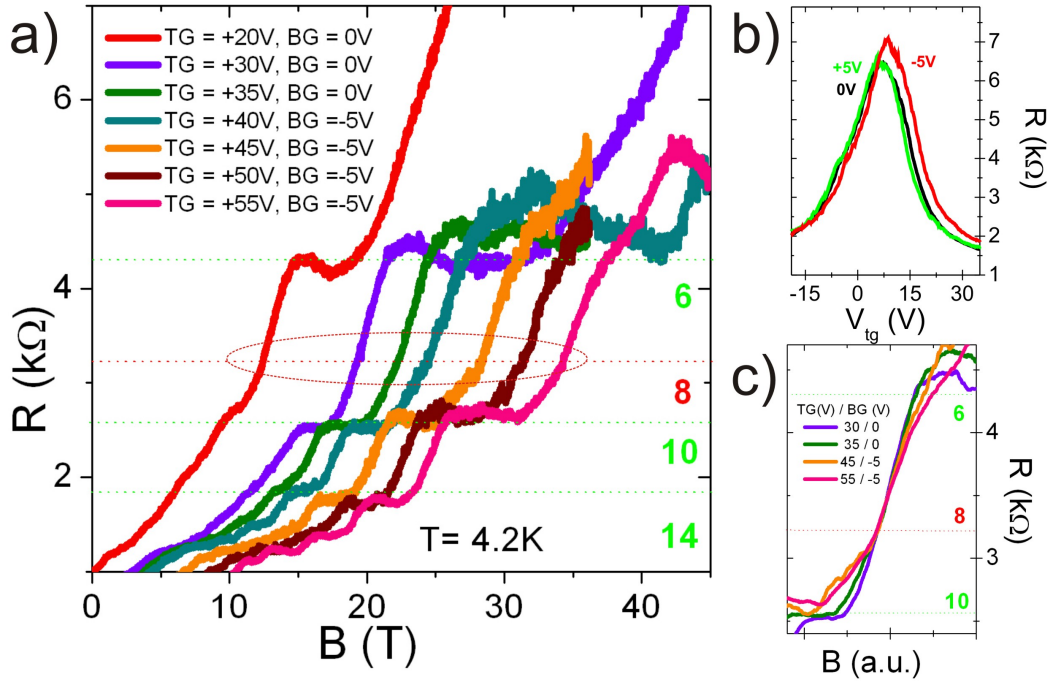 a)
TG = +20V, BG = 0V
TG = +30V, BG = 0V
TG = +35V, BG = 0V
TG = +40V, BG =-5V
TG = +45V, BG =-5V
TG = +50V, BG =-5V
TG = +55V, BG =-5V
6
4
2
R (kΩ)
6
8
10
14
T= 4.2K
0
10
20
30
40
B (T)
b)
+5V
0V
-5V
7
6
5
4
3
2
1
R (kΩ)
-15
0
15
30
V_tg (V)
c)
TG(V) / BG (V)
30 / 0
35 / 0
45 / -5
55 / -5
6
8
10
4
3
R (kΩ)
B (a.u.)